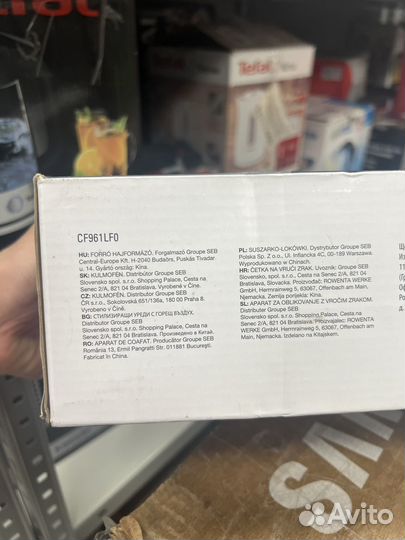 Tefal
CF961LF0
HU: FORRÓ HAJFORMÁZÓ. Forgalmazó Groupe SEB
Central-Europe Kft. H-2040 Budaörs, Puskás Tivadar
u. 14. Gyártó ország: Kína.
SK: KULMOFÉN. Distribútor Groupe SEB
Slovensko, spol. s.r.o. Shopping Palace, Cesta na
Senec 2/A, 821 04 Bratislava. Vyrobené v Číne.
CZ: KULMOFÉN. Distributor Groupe SEB
ČR s.r.o., Sokolovská 651/136a, 180 00 Praha 8.
Vyrobeno v Číně.
BG: СТИЛИЗИРАЩИ УРЕДИ С ГОРЕЩ ВЪЗДУХ.
Distributor Groupe SEB
Slovensko spol. s.r.o. Shopping Palace, Cesta na
Senec 2/A, 821 04 Bratislava. Произведено в Китай.
RO: APARAT DE COAFAT. Producător Groupe SEB
România 13, Ermil Pangratti Str. 011881 Bucureşti.
Fabricat în China.
PL: SUSZARKO-LOKÓWKI. Dystrybutor Groupe SEB
Polska Sp. Z o.o., Ul. Inflancka 4C, 00-189 Warszawa.
Wyprodukowano w Chinach.
HR: ČETKA NA VRUĆI ZRAK. Uvoznik: Groupe SEB
Slovensko spol. s.r.o., Cesta na Senec 2/A, 821 04
Bratislava, Slovacka. Proizvođač: ROWENTA WERKE
GmbH, Herrnrainweg 5, 63067, Offenbach am Main,
Njemacka. Zemlja porijekla: Kina.
SL: APARAT ZA OBLIKOVANJE Z VROČIM ZRAKOM.
Distributer Groupe SEB
Slovensko spol. s.r.o. Shopping Palace, Cesta na
Senec 2/A, 821 04 Bratislava. Proizvajalec: ROWENTA
WERKE GmbH, Herrnrainweg 5, 63067, Offenbach am
Main, Njemacka. Izdelano na Kitajskem.
Avito